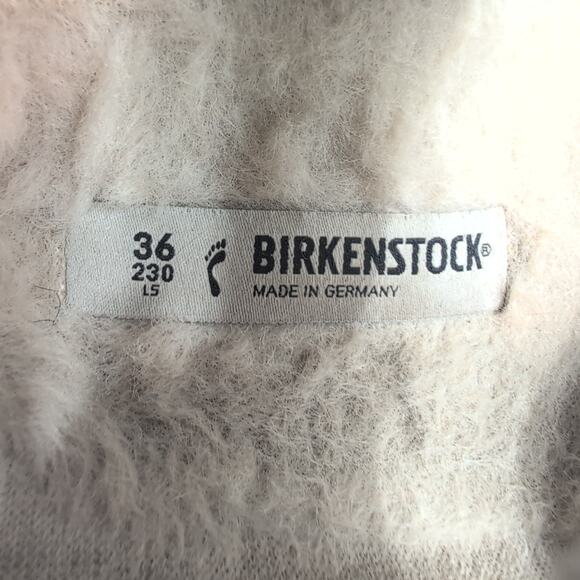 36
230
L5
BIRKENSTOCK®
MADE IN GERMANY